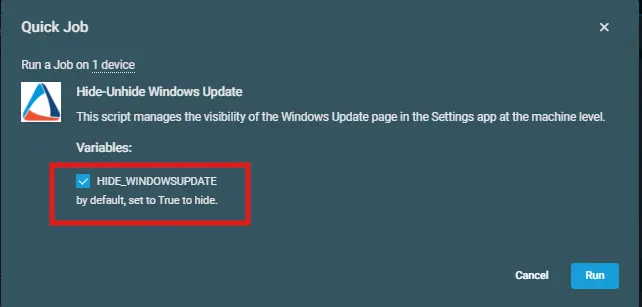 Quick Job
Run a Job on 1 device
Hide-Unhide Windows Update
This script manages the visibility of the Windows Update page in the Settings app at the machine level.
Variables:
HIDE_WINDOWSUPDATE
by default, set to True to hide.
Cancel
Run